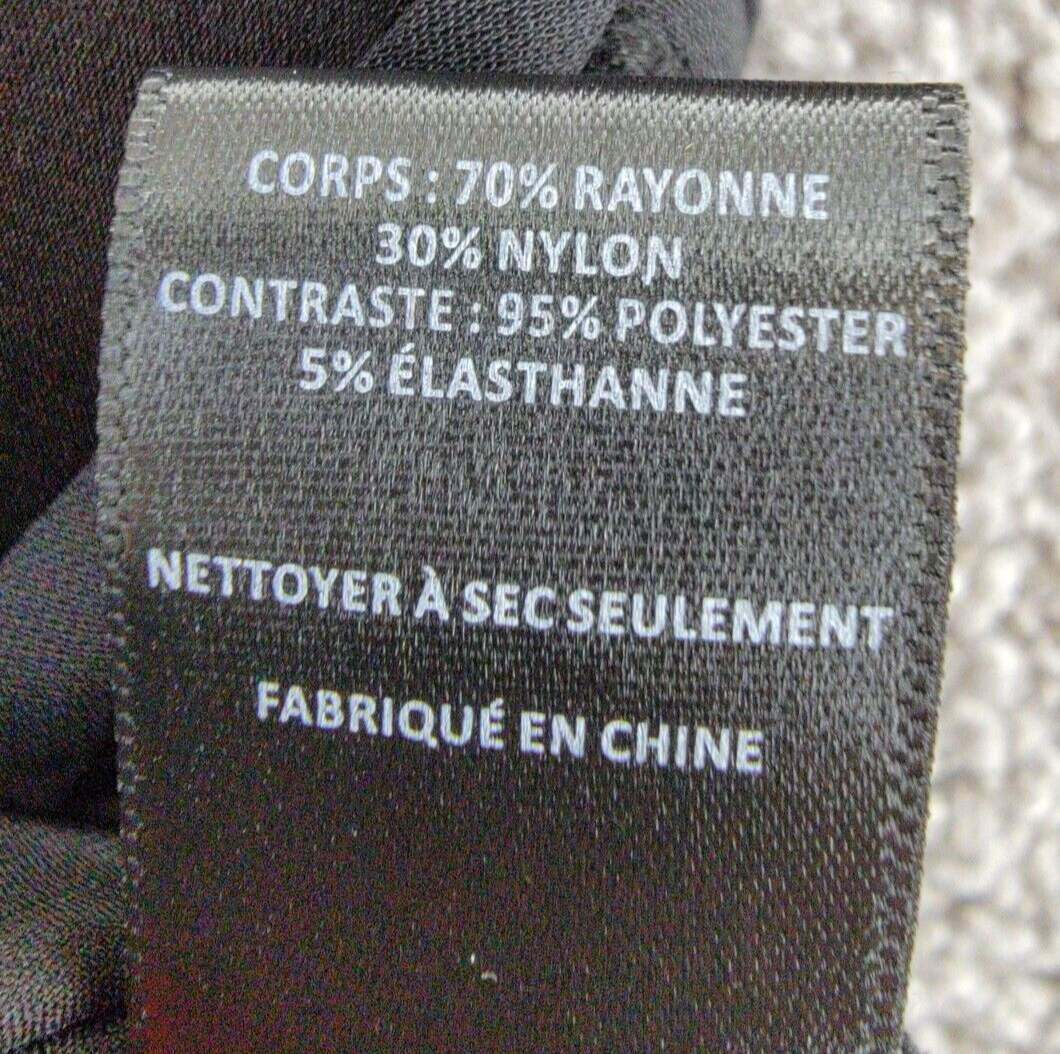 CORPS : 70% RAYONNE
30% NYLON
CONTRASTE : 95% POLYESTER
5% ÉLASTHANNE
NETTOYER À SEC SEULEMENT
FABRIQUÉ EN CHINE